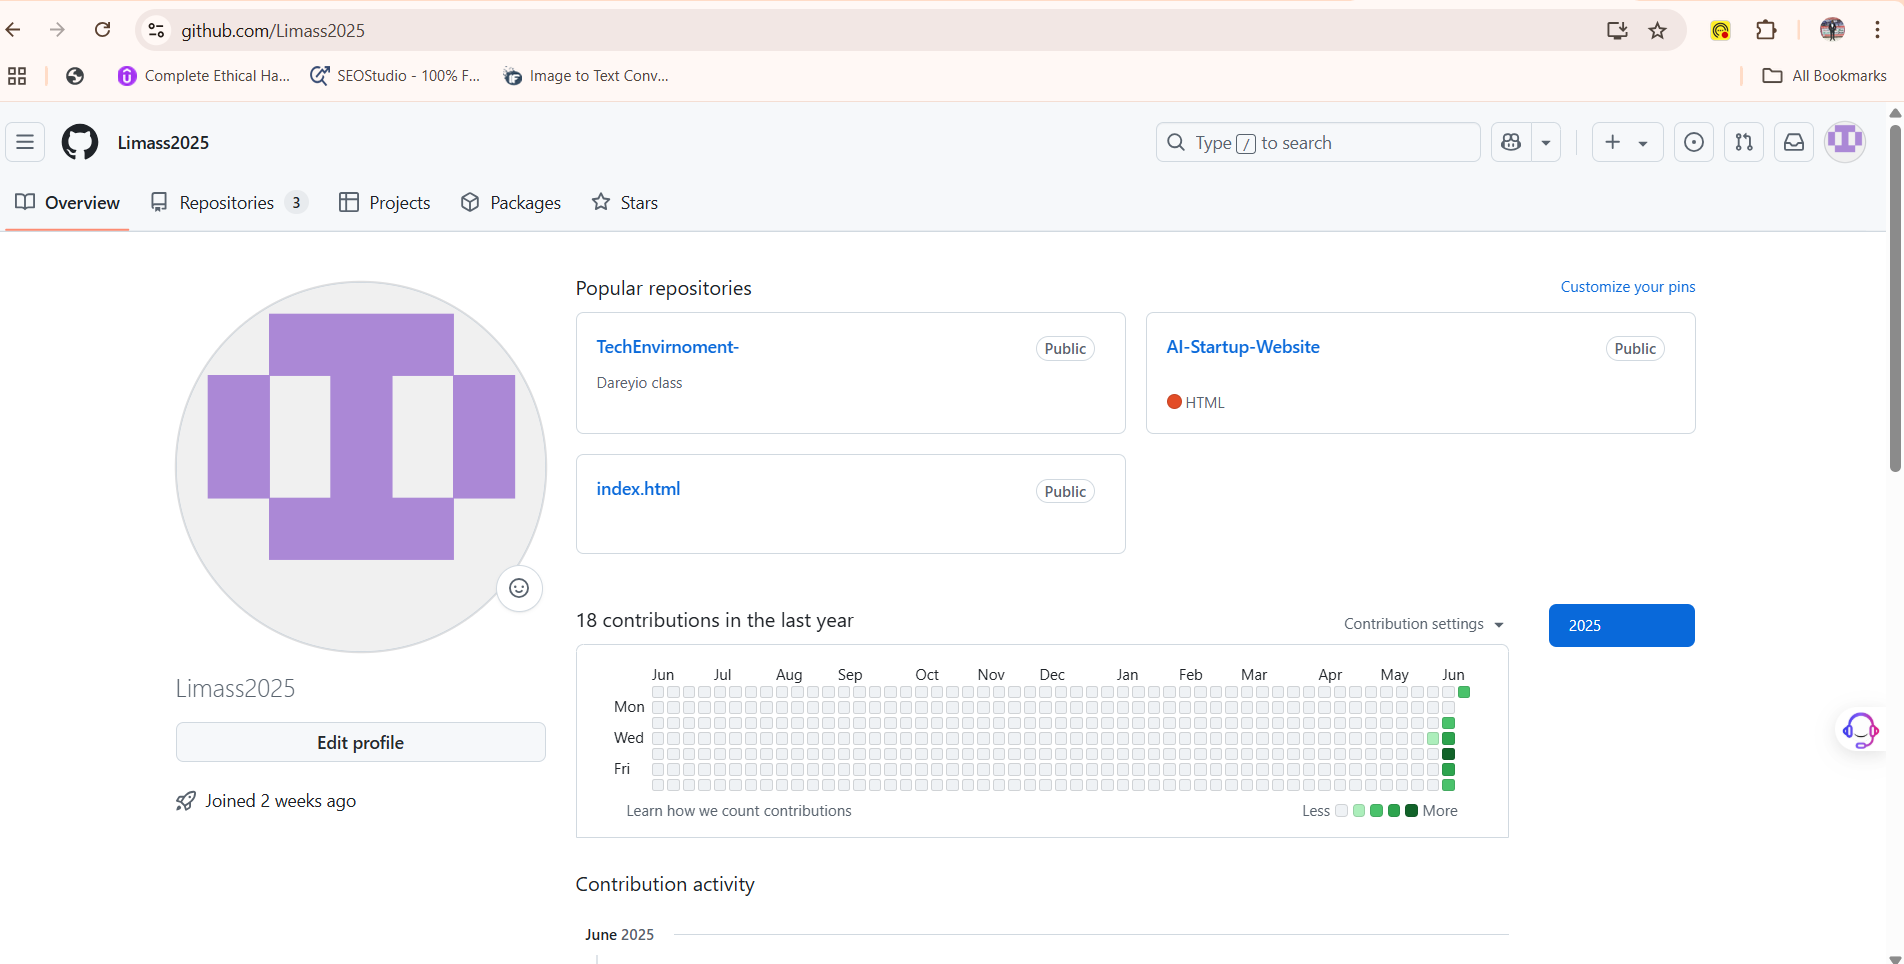 github.com/Limass2025
Complete Ethical Ha...
SEOStudio - 100% F...
Image to Text Conv...
All Bookmarks
Limass2025
Type / to search
Overview
Repositories 3
Projects
Packages
Stars
Popular repositories
Customize your pins
TechEnvirnoment-
Public
Dareyio class
AI-Startup-Website
Public
HTML
index.html
Public
Limass2025
Edit profile
Joined 2 weeks ago
18 contributions in the last year
Contribution settings
2025
Jun Jul Aug Sep Oct Nov Dec Jan Feb Mar Apr May Jun
Mon
Wed
Fri
Learn how we count contributions
Less More
Contribution activity
June 2025